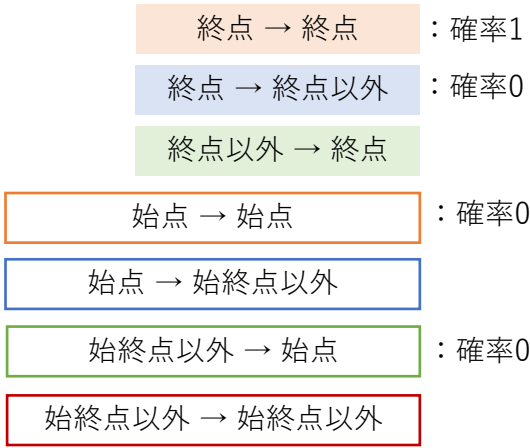 終点 → 終点 ：確率1
終点 → 終点以外 ：確率0
終点以外 → 終点
始点 → 始点 ：確率0
始点 → 始終点以外
始終点以外 → 始点 ：確率0
始終点以外 → 始終点以外